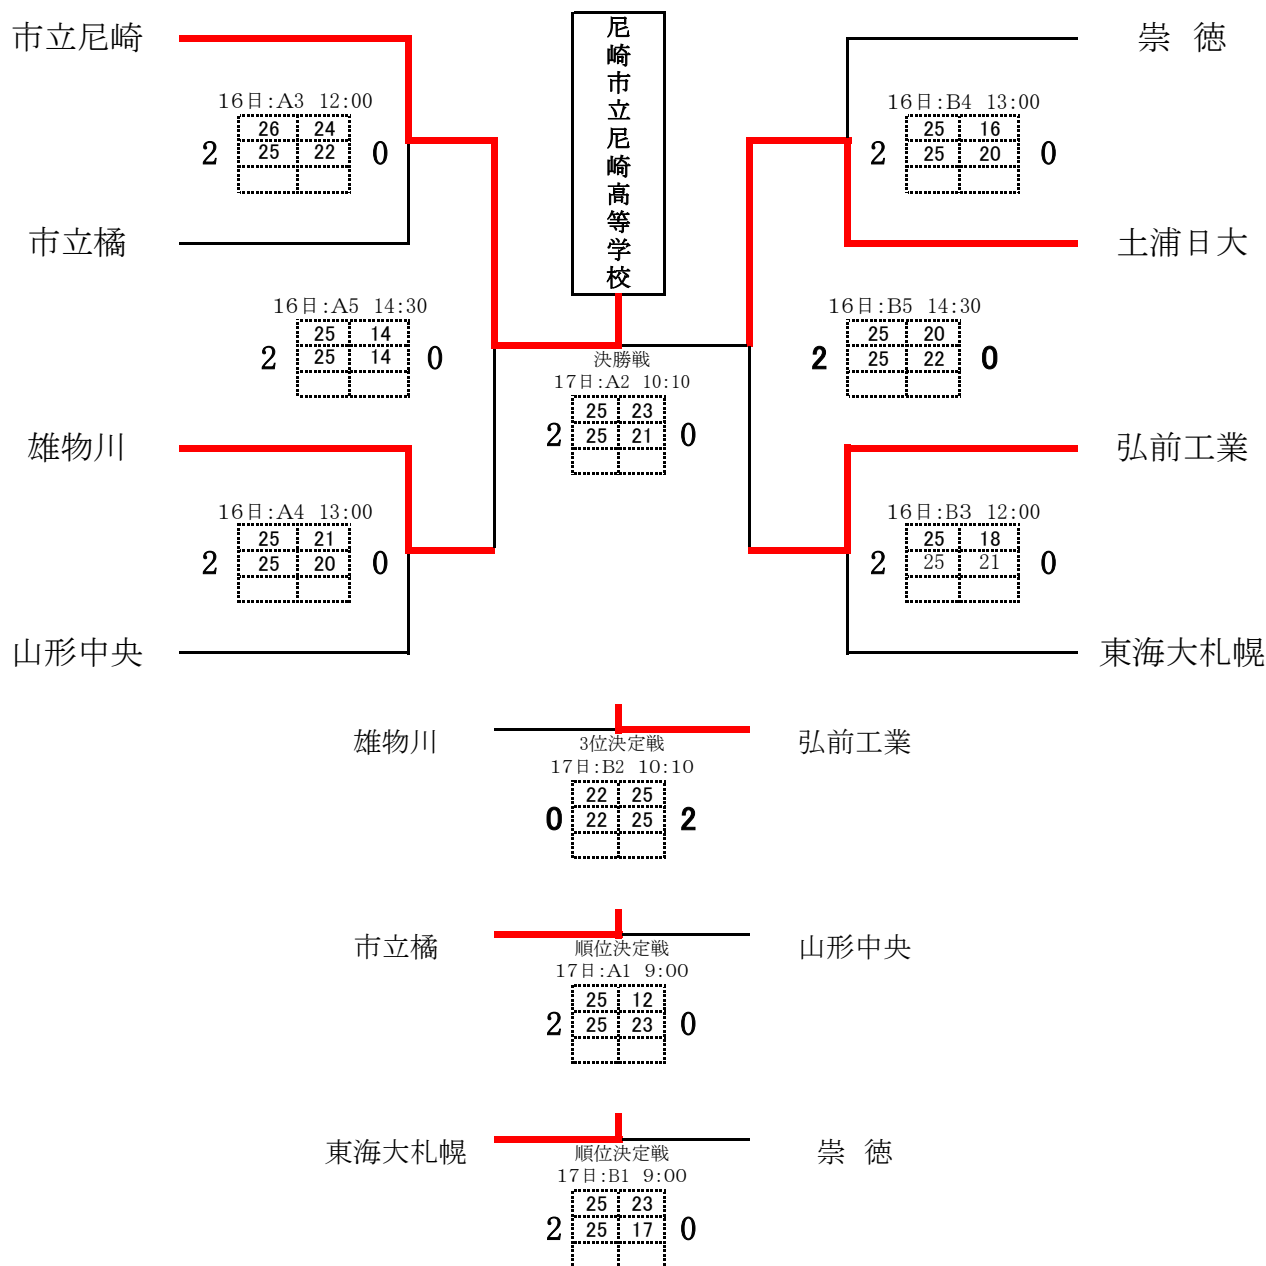 尼崎市立尼崎高等学校
市立尼崎
崇 徳
16日:A3 12:00
26 24
2 25 22 0
16日:B4 13:00
25 16
2 25 20 0
市立橘
土浦日大
16日:A5 14:30
25 14
2 25 14 0
16日:B5 14:30
25 20
2 25 22 0
決勝戦
17日:A2 10:10
25 23
2 25 21 0
雄物川
弘前工業
16日:A4 13:00
25 21
2 25 20 0
16日:B3 12:00
25 18
2 25 21 0
山形中央
東海大札幌
雄物川
弘前工業
3位決定戦
17日:B2 10:10
22 25
0 22 25 2
市立橘
山形中央
順位決定戦
17日:A1 9:00
25 12
2 25 23 0
東海大札幌
崇 徳
順位決定戦
17日:B1 9:00
25 23
2 25 17 0